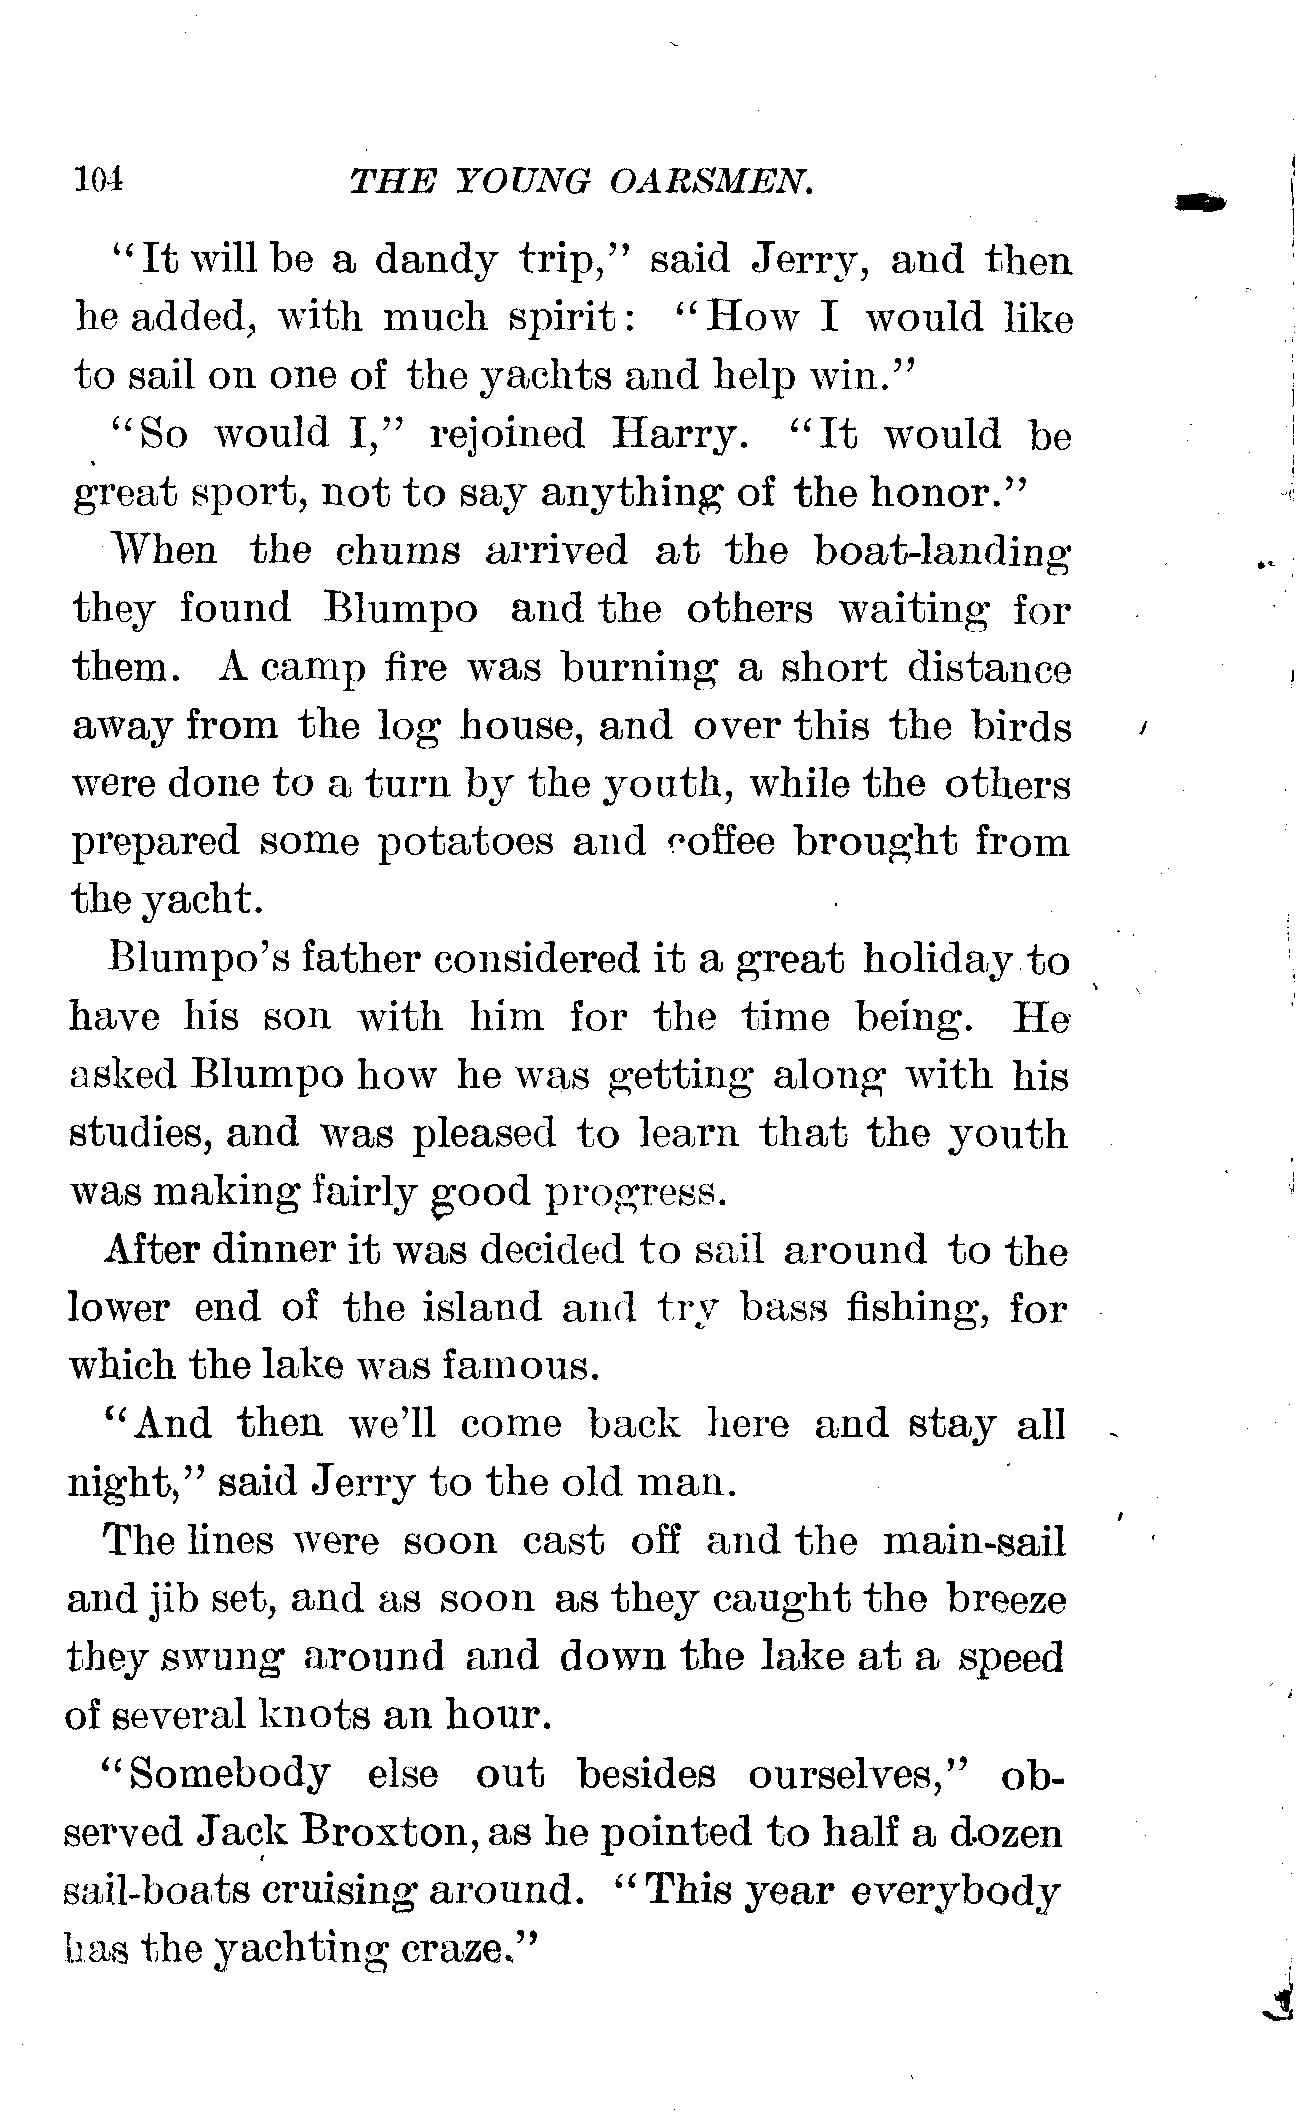 104 THE YOUNG OARSMEN.
“It will be a dandy trip,” said Jerry, and then
he added, with much spirit: “How I would like
to sail on one of the yachts and help win.”
“So would I,” rejoined Harry. “It would be
great sport, not to say anything of the honor.”
When the chums arrived at the boat-landing
they found Blumpo and the others waiting for
them. A camp fire was burning a short distance
away from the log house, and over this the birds
were done to a turn by the youth, while the others
prepared some potatoes and coffee brought from
the yacht.
Blumpo’s father considered it a great holiday to
have his son with him for the time being. He
asked Blumpo how he was getting along with his
studies, and was pleased to learn that the youth
was making fairly good progress.
After dinner it was decided to sail around to the
lower end of the island and try bass fishing, for
which the lake was famous.
“And then we’ll come back here and stay all
night,” said Jerry to the old man.
The lines were soon cast off and the main-sail
and jib set, and as soon as they caught the breeze
they swung around and down the lake at a speed
of several knots an hour.
“Somebody else out besides ourselves,” ob-
served Jack Broxton, as he pointed to half a dozen
sail-boats cruising around. “This year everybody
has the yachting craze.”